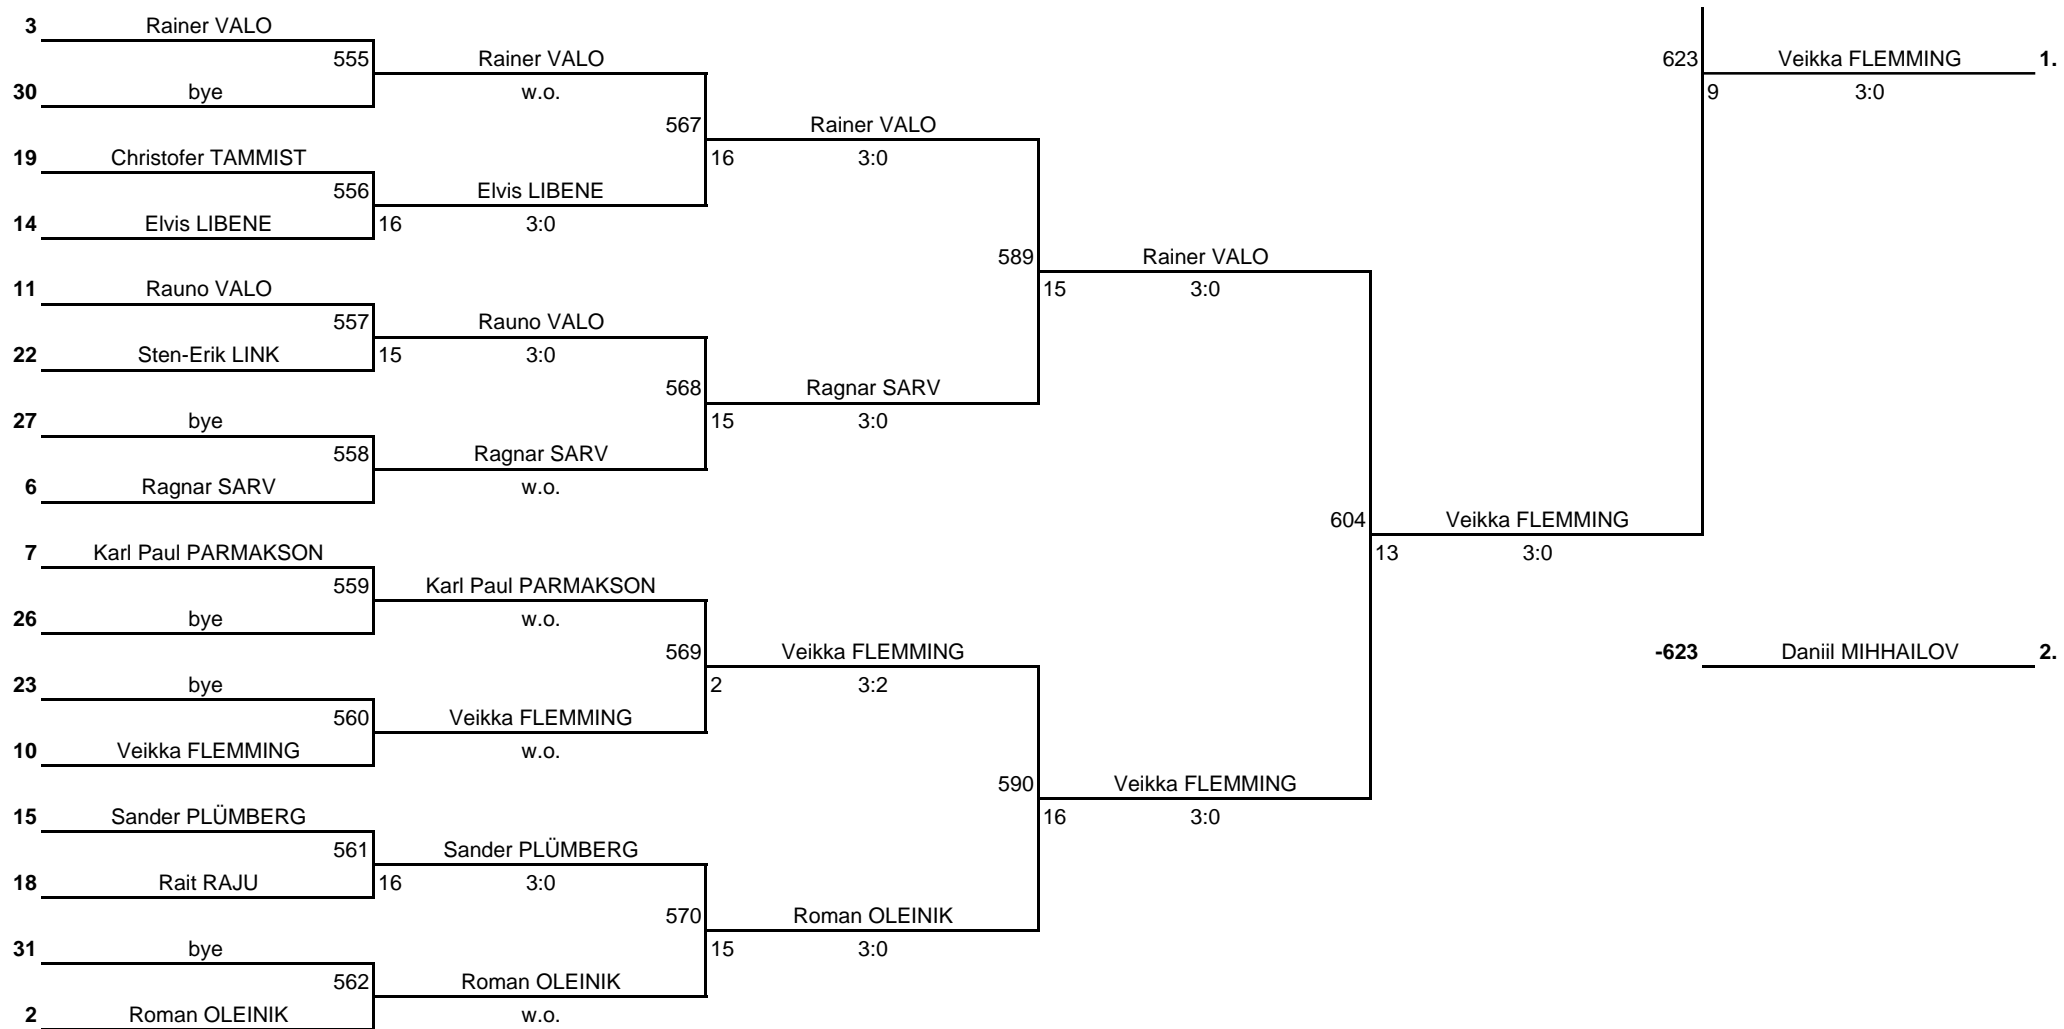 3 Rainer VALO
555 Rainer VALO 623 Veikka FLEMMING 1.
30 bye w.o. 9 3:0
567 Rainer VALO
19 Christofer TAMMIST 16 3:0
556 Elvis LIBENE
14 Elvis LIBENE 16 3:0
589 Rainer VALO
11 Rauno VALO 15 3:0
557 Rauno VALO
22 Sten-Erik LINK 15 3:0
568 Ragnar SARV
27 bye 15 3:0
558 Ragnar SARV
6 Ragnar SARV w.o.
604 Veikka FLEMMING
7 Karl Paul PARMAKSON 13 3:0
559 Karl Paul PARMAKSON
26 bye w.o.
569 Veikka FLEMMING -623 Daniil MIHHAILOV 2.
23 bye 2 3:2
560 Veikka FLEMMING
10 Veikka FLEMMING w.o.
590 Veikka FLEMMING
15 Sander PLÜMBERG 16 3:0
561 Sander PLÜMBERG
18 Rait RAJU 16 3:0
570 Roman OLEINIK
31 bye 15 3:0
562 Roman OLEINIK
2 Roman OLEINIK w.o.